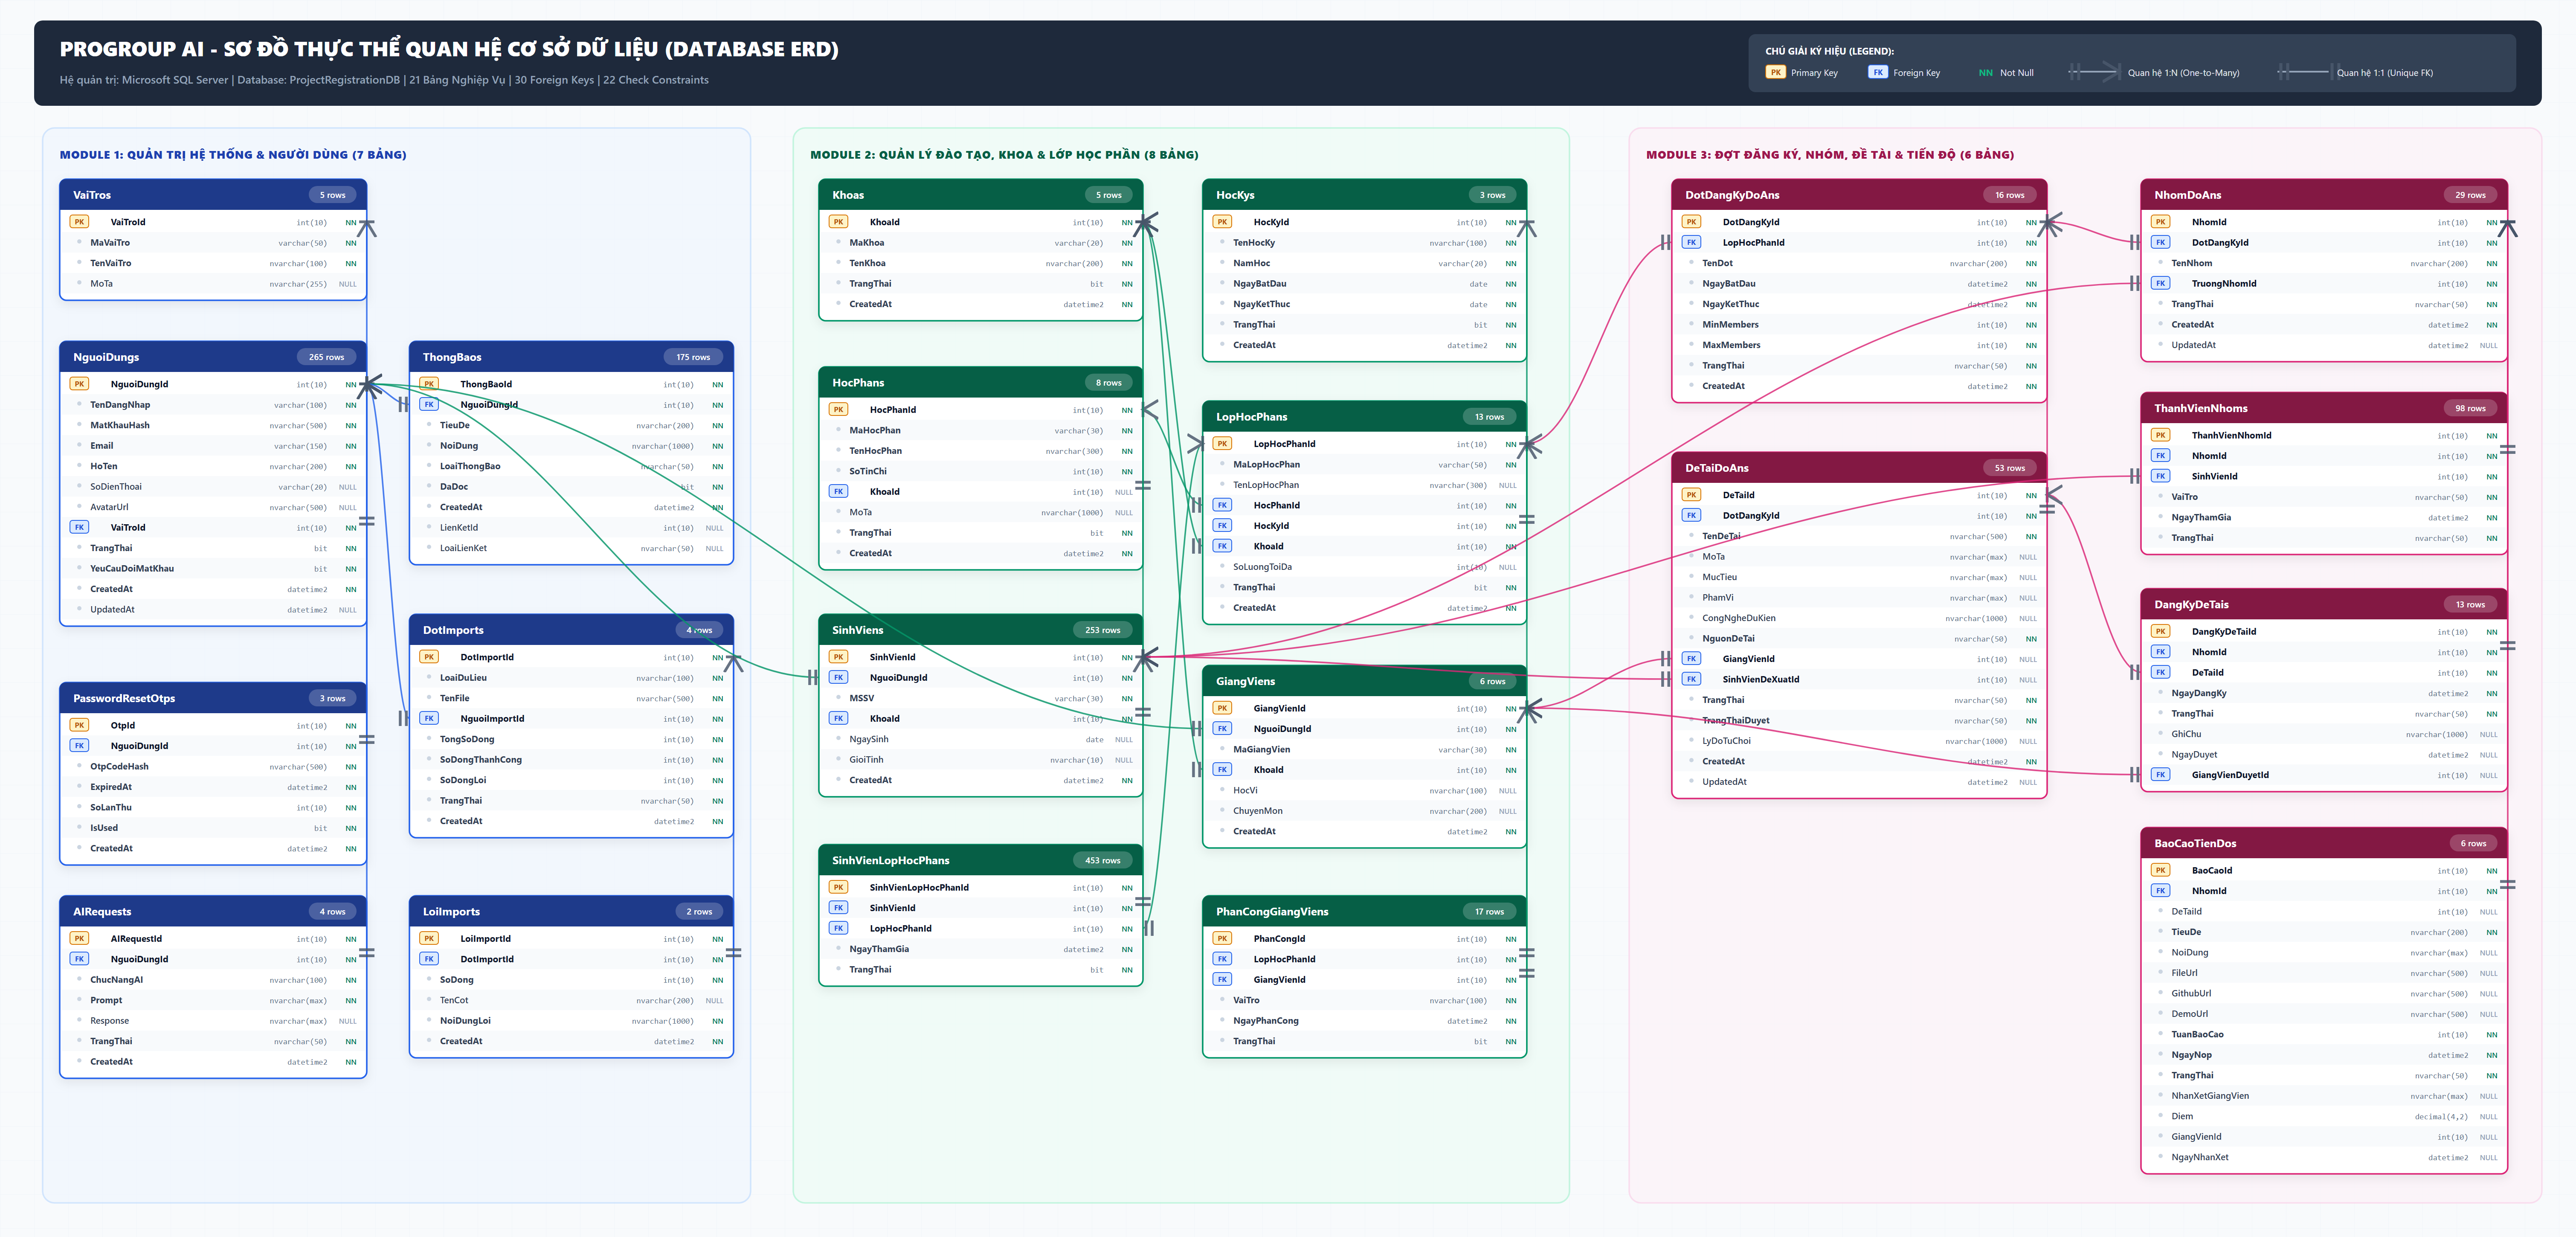 PROGROUP AI - SƠ ĐỒ THỰC THỂ QUAN HỆ CƠ SỞ DỮ LIỆU (DATABASE ERD)
Hệ quản trị: Microsoft SQL Server | Database: ProjectRegistrationDB | 21 Bảng Nghiệp Vụ | 30 Foreign Keys | 22 Check Constraints
CHÚ GIẢI KÝ HIỆU (LEGEND):
PK Primary Key FK Foreign Key NN Not Null Quan hệ 1:N (One-to-Many) Quan hệ 1:1 (Unique FK)
MODULE 1: QUẢN TRỊ HỆ THỐNG & NGƯỜI DÙNG (7 BẢNG)
VaiTros 5 rows
PK VaiTroId int(10) NN
MaVaiTro varchar(50) NN
TenVaiTro nvarchar(100) NN
MoTa nvarchar(255) NULL
NguoiDungs 265 rows
PK NguoiDungId int(10) NN
TenDangNhap varchar(100) NN
MatKhauHash nvarchar(500) NN
Email varchar(150) NN
HoTen nvarchar(200) NN
SoDienThoai varchar(20) NULL
AvatarUrl nvarchar(500) NULL
FK VaiTroId int(10) NN
TrangThai bit NN
YeuCauDoiMatKhau bit NN
CreatedAt datetime2 NN
UpdatedAt datetime2 NULL
PasswordResetOtps 3 rows
PK OtpId int(10) NN
FK NguoiDungId int(10) NN
OtpCodeHash nvarchar(500) NN
ExpiredAt datetime2 NN
SoLanThu int(10) NN
IsUsed bit NN
CreatedAt datetime2 NN
AIRequests 4 rows
PK AIRequestId int(10) NN
FK NguoiDungId int(10) NN
ChucNangAI nvarchar(100) NN
Prompt nvarchar(max) NN
Response nvarchar(max) NULL
TrangThai nvarchar(50) NN
CreatedAt datetime2 NN
ThongBaos 175 rows
PK ThongBaoId int(10) NN
FK NguoiDungId int(10) NN
TieuDe nvarchar(200) NN
NoiDung nvarchar(1000) NN
LoaiThongBao nvarchar(50) NN
DaDoc bit NN
CreatedAt datetime2 NN
LienKetId int(10) NULL
LoaiLienKet nvarchar(50) NULL
DotImports 4 rows
PK DotImportId int(10) NN
LoaiDuLieu nvarchar(100) NN
TenFile nvarchar(500) NN
FK NguoiImportId int(10) NN
TongSoDong int(10) NN
SoDongThanhCong int(10) NN
SoDongLoi int(10) NN
TrangThai nvarchar(50) NN
CreatedAt datetime2 NN
LoiImports 2 rows
PK LoiImportId int(10) NN
FK DotImportId int(10) NN
SoDong int(10) NN
TenCot nvarchar(200) NULL
NoiDungLoi nvarchar(1000) NN
CreatedAt datetime2 NN
MODULE 2: QUẢN LÝ ĐÀO TẠO, KHOA & LỚP HỌC PHẦN (8 BẢNG)
Khoas 5 rows
PK KhoaId int(10) NN
MaKhoa varchar(20) NN
TenKhoa nvarchar(200) NN
TrangThai bit NN
CreatedAt datetime2 NN
HocPhans 8 rows
PK HocPhanId int(10) NN
MaHocPhan varchar(30) NN
TenHocPhan nvarchar(300) NN
SoTinChi int(10) NN
FK KhoaId int(10) NULL
MoTa nvarchar(1000) NULL
TrangThai bit NN
CreatedAt datetime2 NN
SinhViens 253 rows
PK SinhVienId int(10) NN
FK NguoiDungId int(10) NN
MSSV varchar(30) NN
FK KhoaId int(10) NN
NgaySinh date NULL
GioiTinh nvarchar(10) NULL
CreatedAt datetime2 NN
SinhVienLopHocPhans 453 rows
PK SinhVienLopHocPhanId int(10) NN
FK SinhVienId int(10) NN
FK LopHocPhanId int(10) NN
NgayThamGia datetime2 NN
TrangThai bit NN
HocKys 3 rows
PK HocKyId int(10) NN
TenHocKy nvarchar(100) NN
NamHoc varchar(20) NN
NgayBatDau date NN
NgayKetThuc date NN
TrangThai bit NN
CreatedAt datetime2 NN
LopHocPhans 13 rows
PK LopHocPhanId int(10) NN
MaLopHocPhan varchar(50) NN
TenLopHocPhan nvarchar(300) NULL
FK HocPhanId int(10) NN
FK HocKyId int(10) NN
FK KhoaId int(10) NN
SoLuongToiDa int(10) NULL
TrangThai bit NN
CreatedAt datetime2 NN
GiangViens 6 rows
PK GiangVienId int(10) NN
FK NguoiDungId int(10) NN
MaGiangVien varchar(30) NN
FK KhoaId int(10) NN
HocVi nvarchar(100) NULL
ChuyenMon nvarchar(200) NULL
CreatedAt datetime2 NN
PhanCongGiangViens 17 rows
PK PhanCongId int(10) NN
FK LopHocPhanId int(10) NN
FK GiangVienId int(10) NN
VaiTro nvarchar(100) NN
NgayPhanCong datetime2 NN
TrangThai bit NN
MODULE 3: ĐỢT ĐĂNG KÝ, NHÓM, ĐỀ TÀI & TIẾN ĐỘ (6 BẢNG)
DotDangKyDoAns 16 rows
PK DotDangKyId int(10) NN
FK LopHocPhanId int(10) NN
TenDot nvarchar(200) NN
NgayBatDau datetime2 NN
NgayKetThuc datetime2 NN
MinMembers int(10) NN
MaxMembers int(10) NN
TrangThai nvarchar(50) NN
CreatedAt datetime2 NN
DeTaiDoAns 53 rows
PK DeTaiId int(10) NN
FK DotDangKyId int(10) NN
TenDeTai nvarchar(500) NN
MoTa nvarchar(max) NULL
MucTieu nvarchar(max) NULL
PhamVi nvarchar(max) NULL
CongNgheDuKien nvarchar(1000) NULL
NguonDeTai nvarchar(50) NN
FK GiangVienId int(10) NULL
FK SinhVienDeXuatId int(10) NULL
TrangThai nvarchar(50) NN
TrangThaiDuyet nvarchar(50) NN
LyDoTuChoi nvarchar(1000) NULL
CreatedAt datetime2 NN
UpdatedAt datetime2 NULL
NhomDoAns 29 rows
PK NhomId int(10) NN
FK DotDangKyId int(10) NN
TenNhom nvarchar(200) NN
FK TruongNhomId int(10) NN
TrangThai nvarchar(50) NN
CreatedAt datetime2 NN
UpdatedAt datetime2 NULL
ThanhVienNhoms 98 rows
PK ThanhVienNhomId int(10) NN
FK NhomId int(10) NN
FK SinhVienId int(10) NN
VaiTro nvarchar(50) NN
NgayThamGia datetime2 NN
TrangThai nvarchar(50) NN
DangKyDeTais 13 rows
PK DangKyDeTaiId int(10) NN
FK NhomId int(10) NN
FK DeTaiId int(10) NN
NgayDangKy datetime2 NN
TrangThai nvarchar(50) NN
GhiChu nvarchar(1000) NULL
NgayDuyet datetime2 NULL
FK GiangVienDuyetId int(10) NULL
BaoCaoTienDos 6 rows
PK BaoCaoId int(10) NN
FK NhomId int(10) NN
DeTaiId int(10) NULL
TieuDe nvarchar(200) NN
NoiDung nvarchar(max) NULL
FileUrl nvarchar(500) NULL
GithubUrl nvarchar(500) NULL
DemoUrl nvarchar(500) NULL
TuanBaoCao int(10) NN
NgayNop datetime2 NN
TrangThai nvarchar(50) NN
NhanXetGiangVien nvarchar(max) NULL
Diem decimal(4,2) NULL
GiangVienId int(10) NULL
NgayNhanXet datetime2 NULL